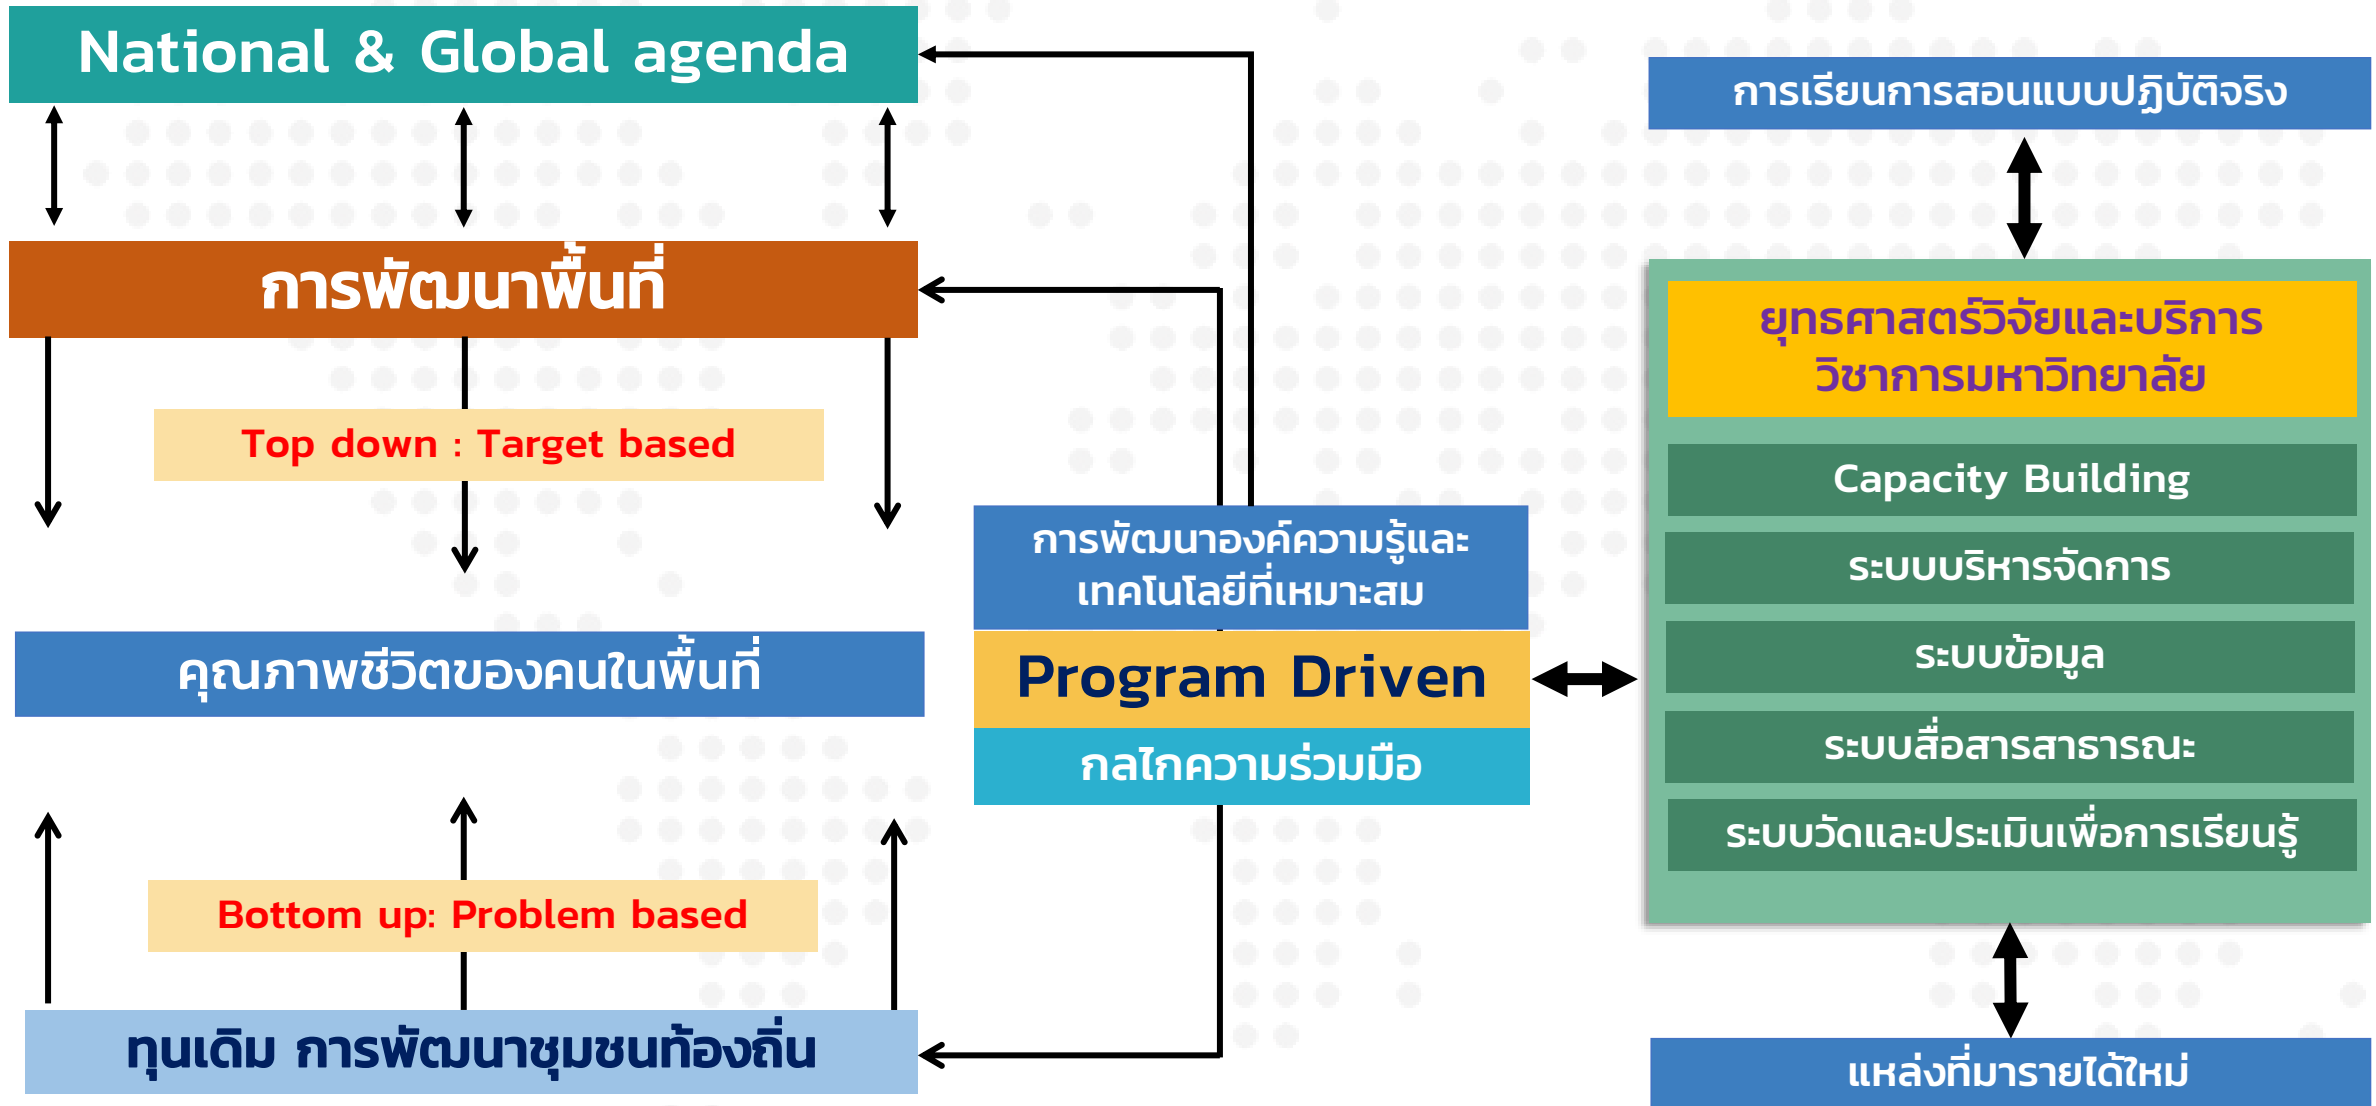 National & Global agenda
การพัฒนาพื้นที่
Top down : Target based
คุณภาพชีวิตของคนในพื้นที่
Bottom up: Problem based
ทุนเดิม การพัฒนาชุมชนท้องถิ่น
การพัฒนาองค์ความรู้และ
เทคโนโลยีที่เหมาะสม
Program Driven
กลไกความร่วมมือ
การเรียนการสอนแบบปฏิบัติจริง
ยุทธศาสตร์วิจัยและบริการ
วิชาการมหาวิทยาลัย
Capacity Building
ระบบบริหารจัดการ
ระบบข้อมูล
ระบบสื่อสารสาธารณะ
ระบบวัดและประเมินเพื่อการเรียนรู้
แหล่งที่มารายได้ใหม่